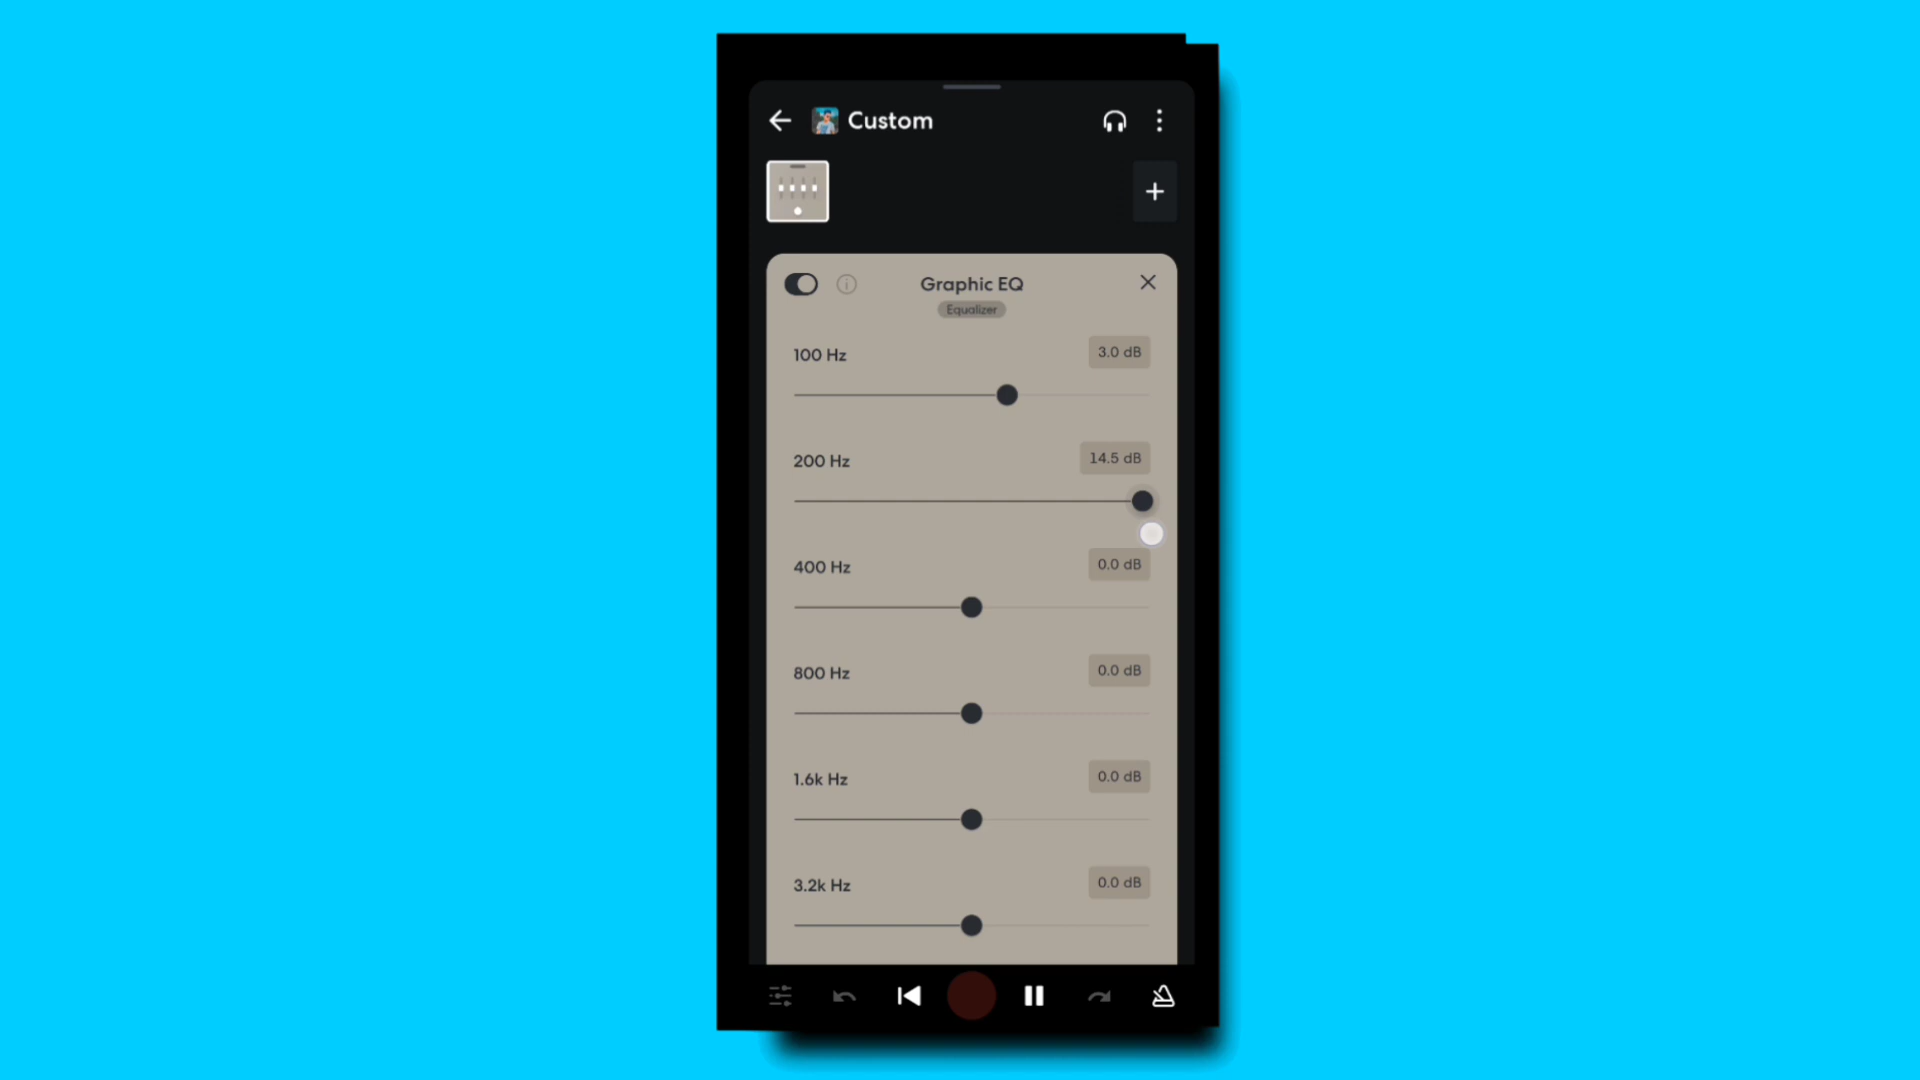 Custom
Graphic EQ
Equalizer
100 Hz 3.0 dB
200 Hz 14.5 dB
400 Hz 0.0 dB
800 Hz 0.0 dB
1.6k Hz 0.0 dB
3.2k Hz 0.0 dB